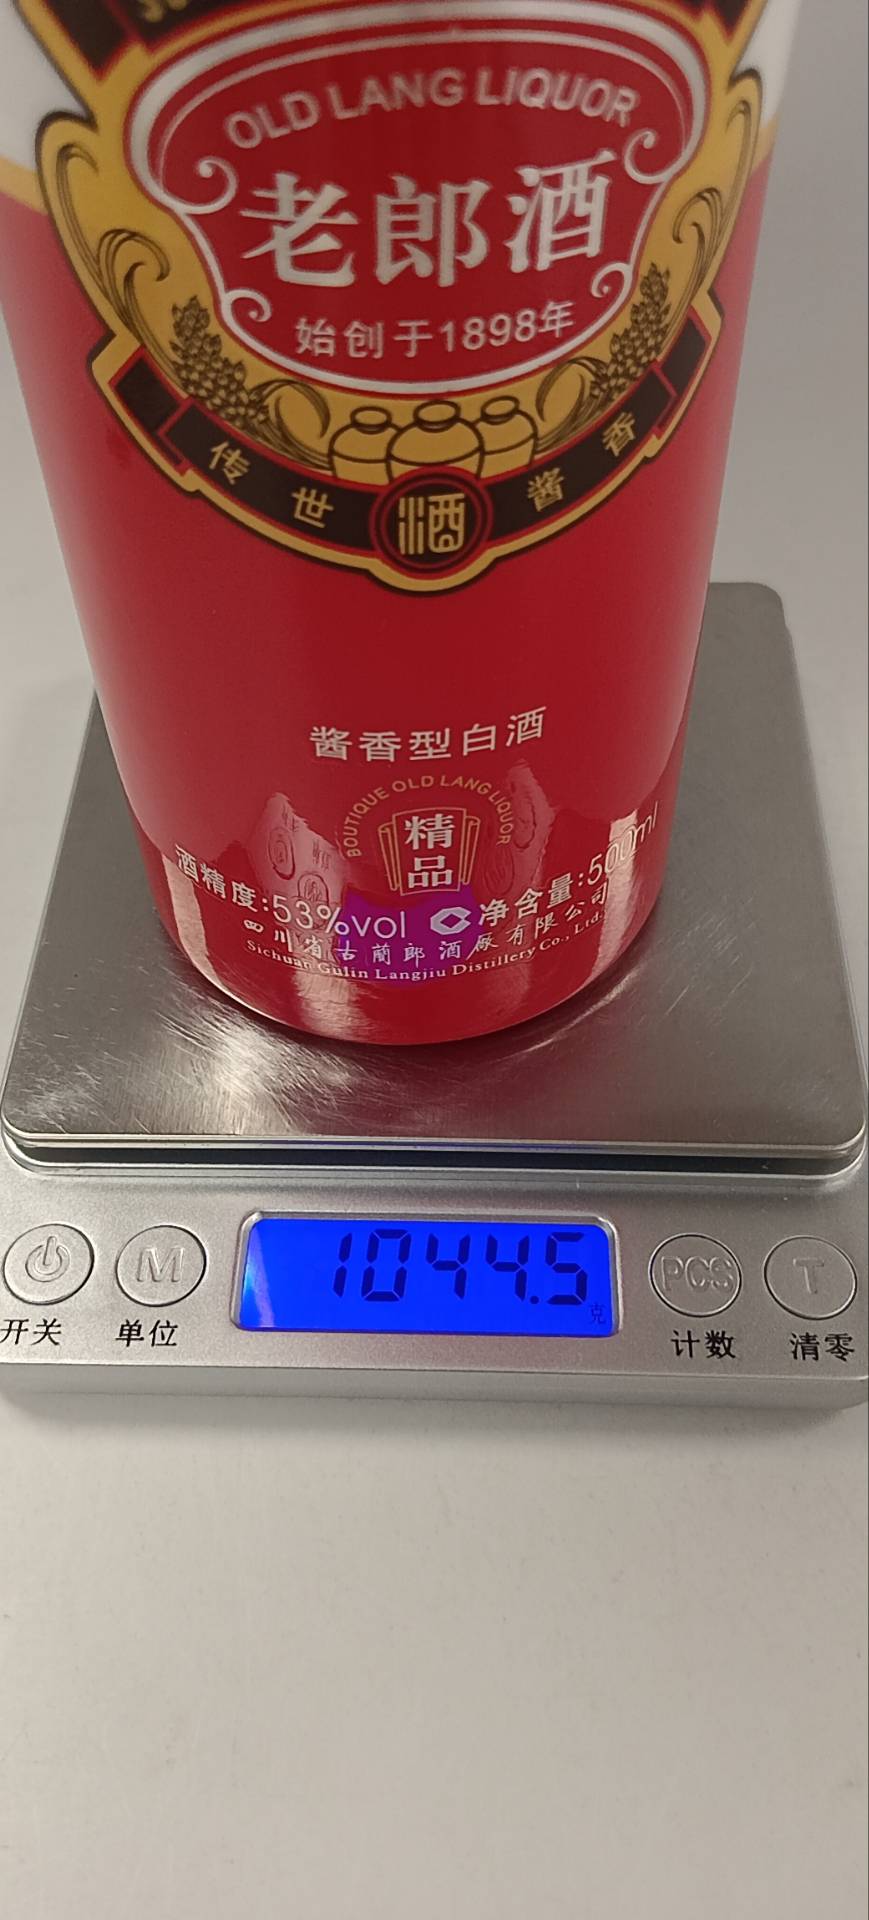 OLD LANG LIQUOR
老郎酒
始创于1898年
传世 酒 酱香
酱香型白酒
BOUTIQUE OLD LANG LIQUOR
精品
酒精度:53%vol 净含量:500ml
四川省古蔺郎酒厰有限公司
Sichuan Gulin Langjiu Distillery Co., Ltd.
1044.5
克
M PCS T
开关 单位 计数 清零